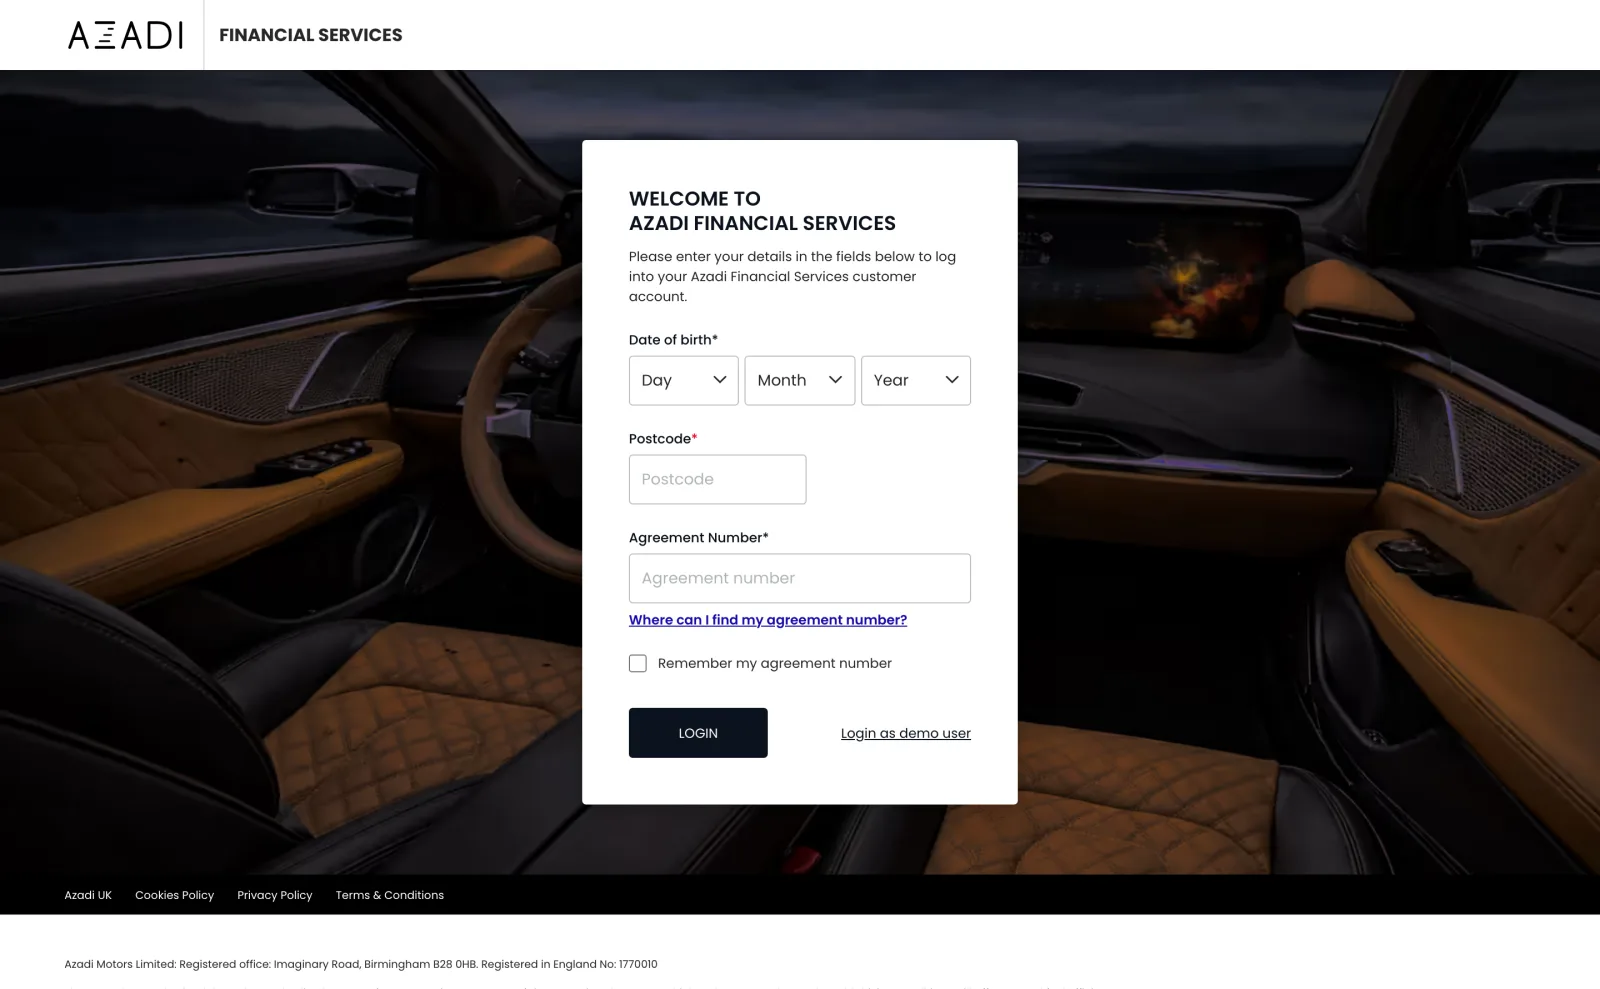 AZADI
FINANCIAL SERVICES
WELCOME TO
AZADI FINANCIAL SERVICES
Please enter your details in the fields below to log
into your Azadi Financial Services customer
account.
Date of birth*
Day Month Year
Postcode*
Postcode
Agreement Number*
Agreement number
Where can I find my agreement number?
Remember my agreement number
LOGIN Login as demo user
Azadi UK Cookies Policy Privacy Policy Terms & Conditions
Azadi Motors Limited: Registered office: Imaginary Road, Birmingham B28 0HB. Registered in England No: 1770010